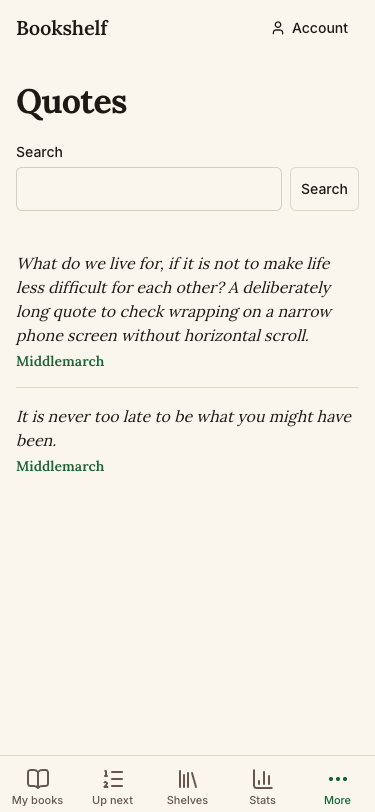 Bookshelf
Account
Quotes
Search
Search
What do we live for, if it is not to make life
less difficult for each other? A deliberately
long quote to check wrapping on a narrow
phone screen without horizontal scroll.
Middlemarch
It is never too late to be what you might have
been.
Middlemarch
My books
Up next
Shelves
Stats
More